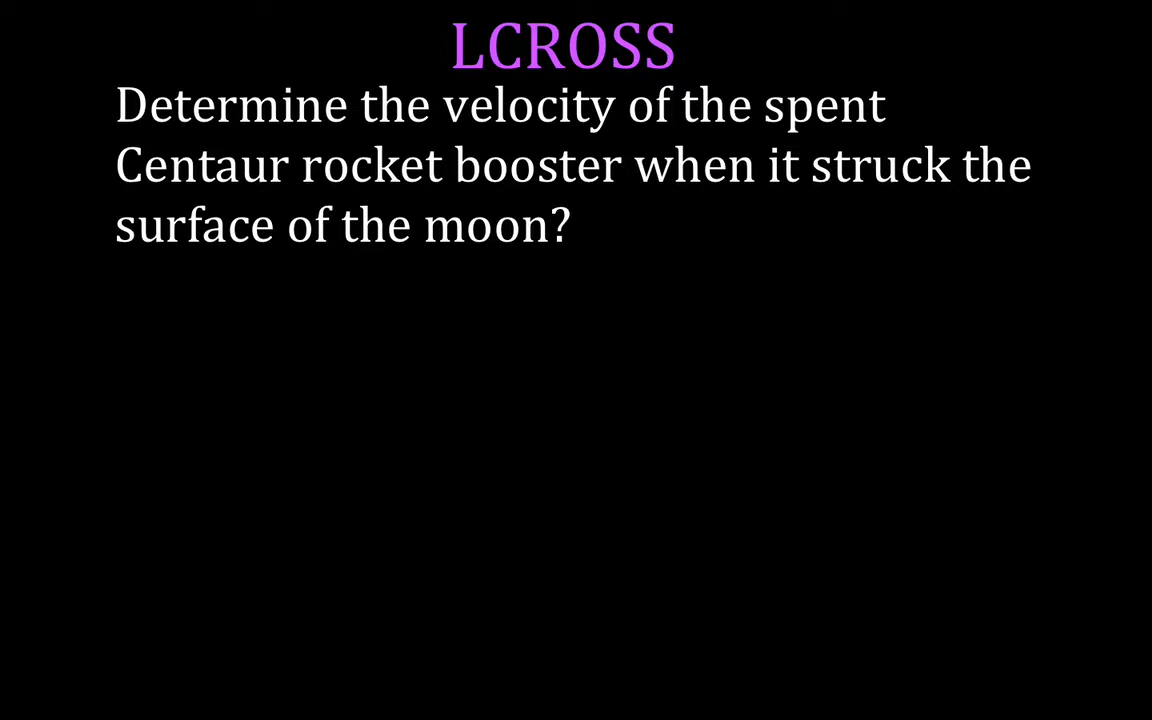 LCROSS
Determine the velocity of the spent
Centaur rocket booster when it struck the
surface of the moon?